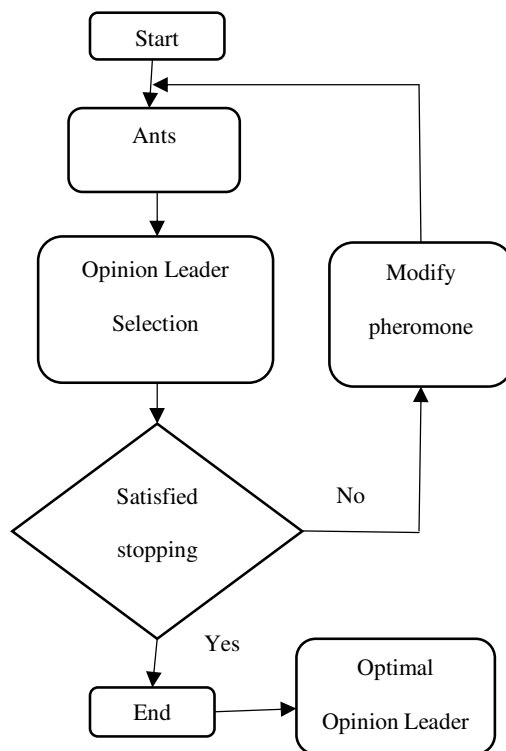 Start
Ants
Opinion Leader
Selection
Modify
pheromone
Satisfied
stopping
No
Yes
End
Optimal
Opinion Leader